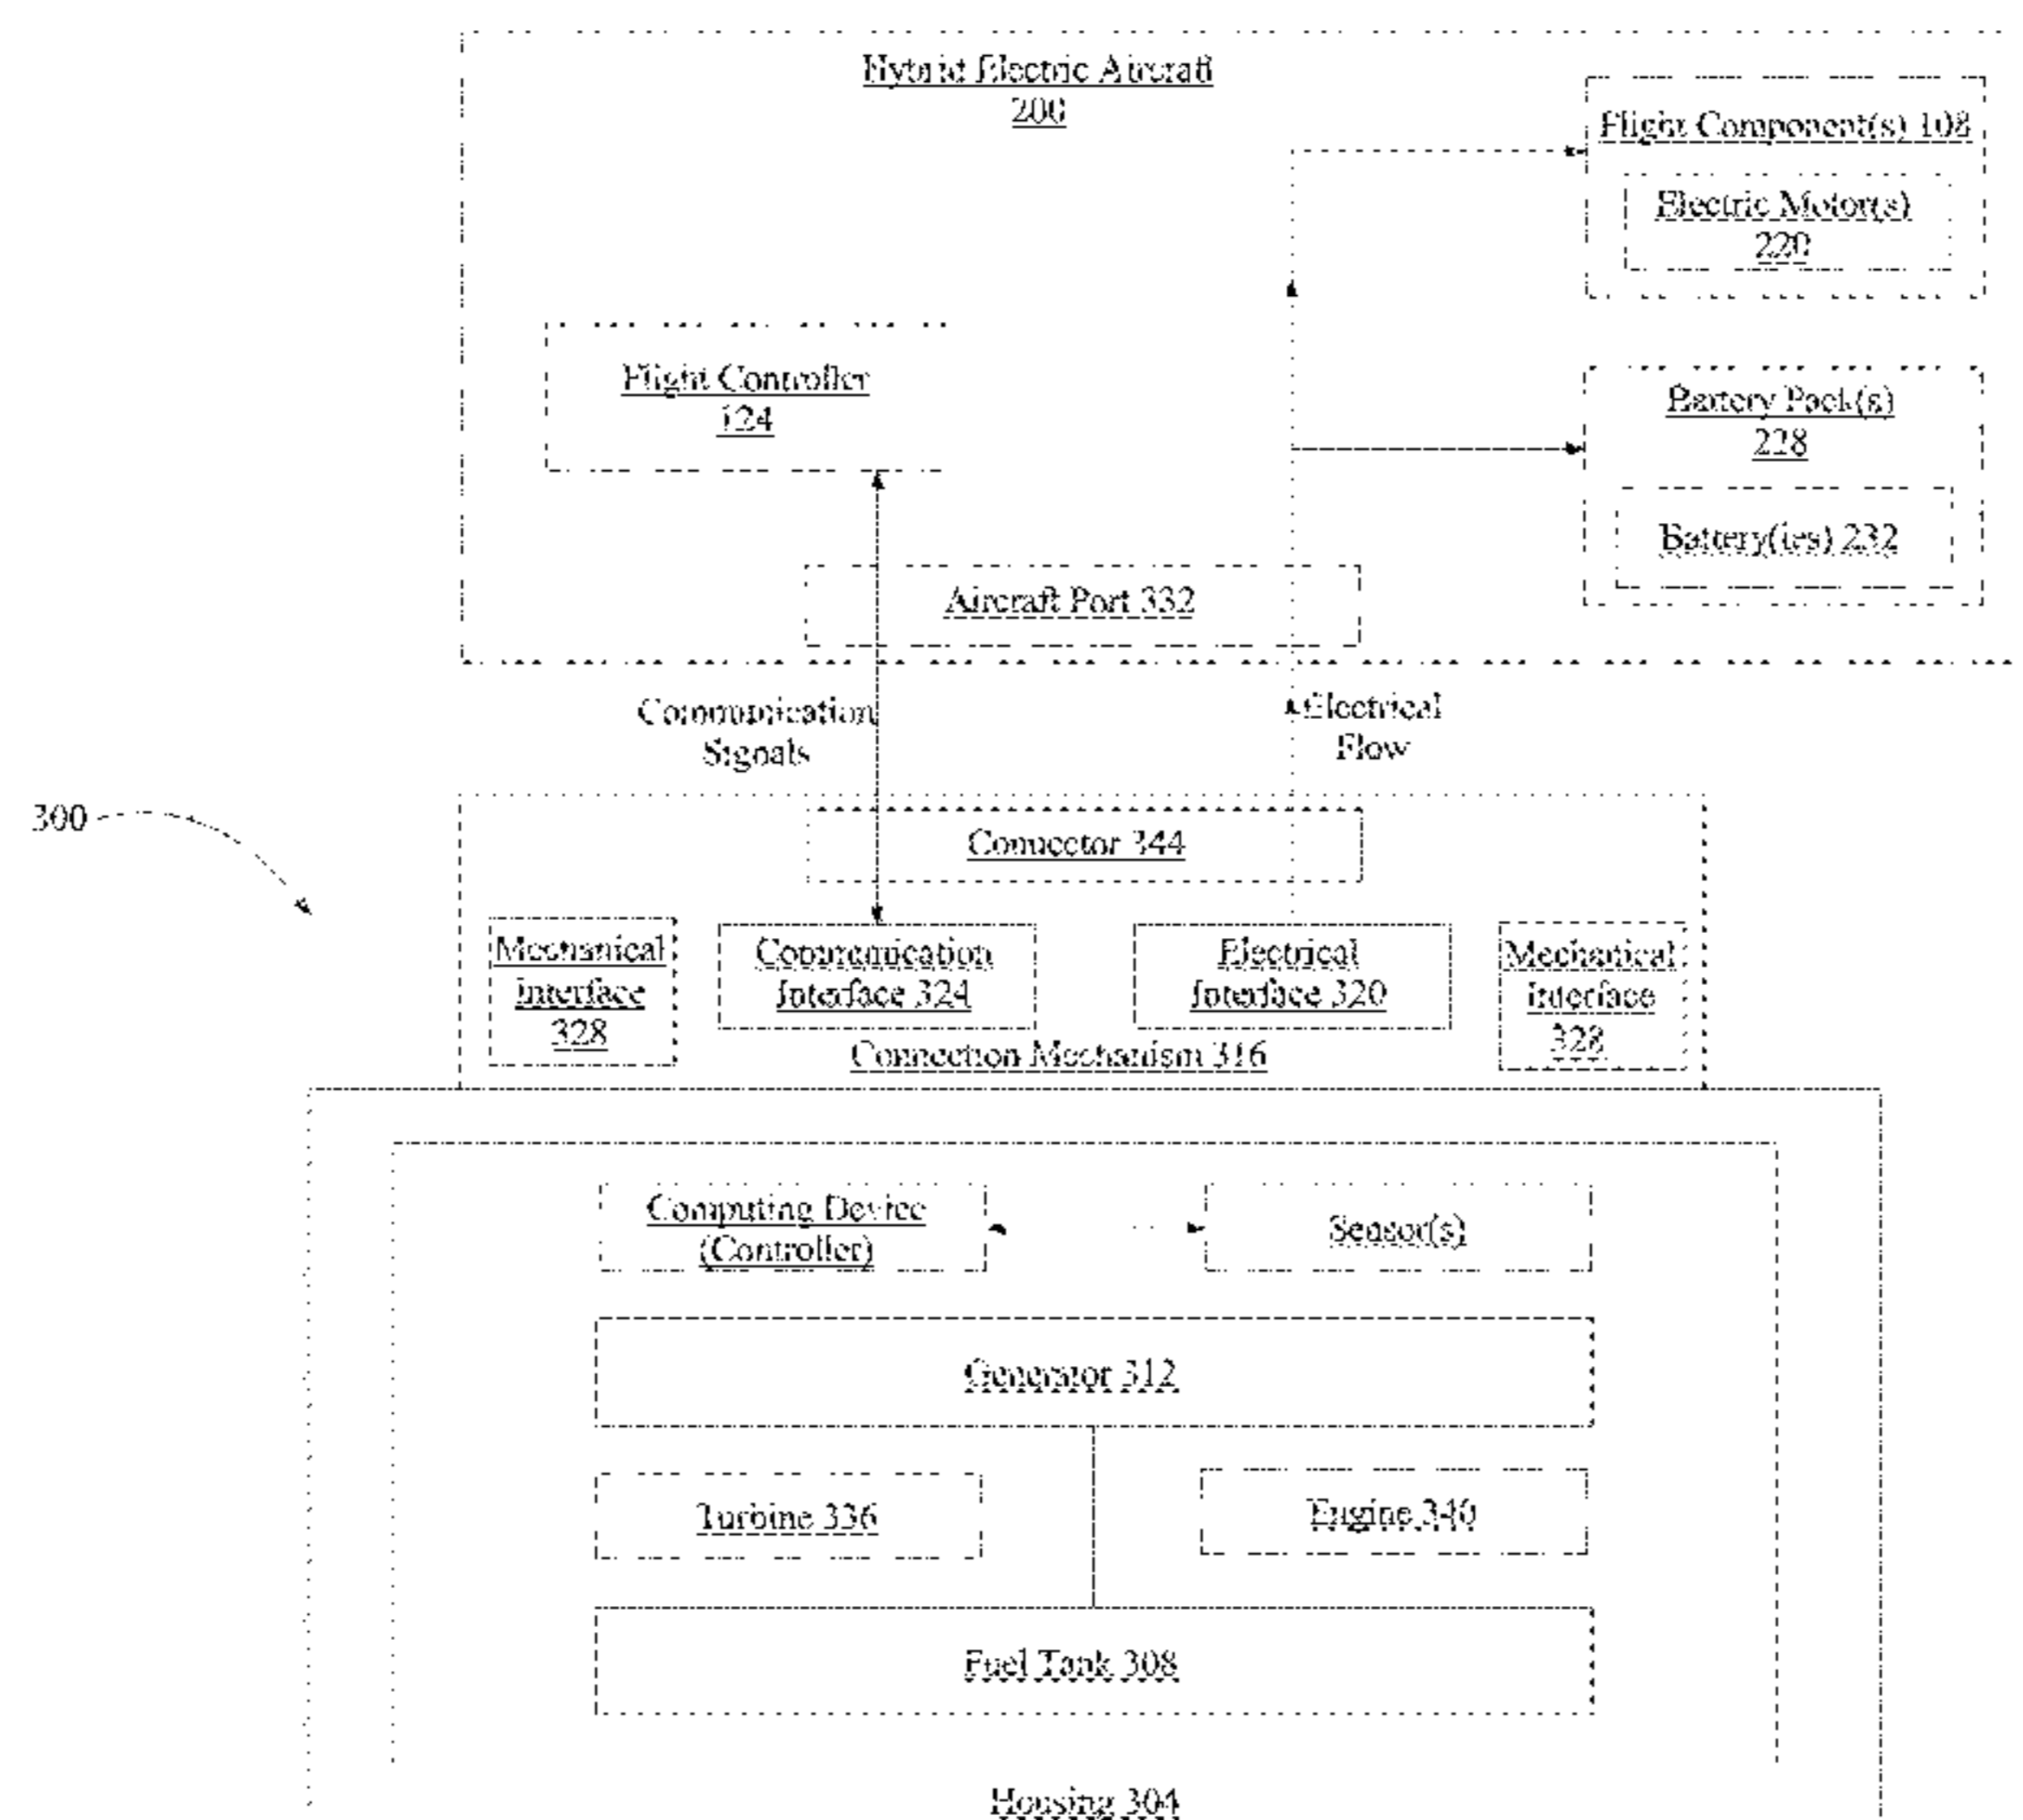 Hybrid Electric Aircraft
200
Flight Component(s) 108
Electric Motor(s)
220
Flight Controller
124
Battery Pack(s)
228
Battery(ies) 232
Aircraft Port 332
Communication
Signals
Electrical
Flow
300
Connector 344
Mechanical
Interface
328
Communication
Interface 324
Electrical
Interface 320
Mechanical
Interface
328
Connection Mechanism 316
Computing Device
(Controller)
Sensor(s)
Generator 312
Turbine 336
Engine 340
Fuel Tank 308
Housing 304